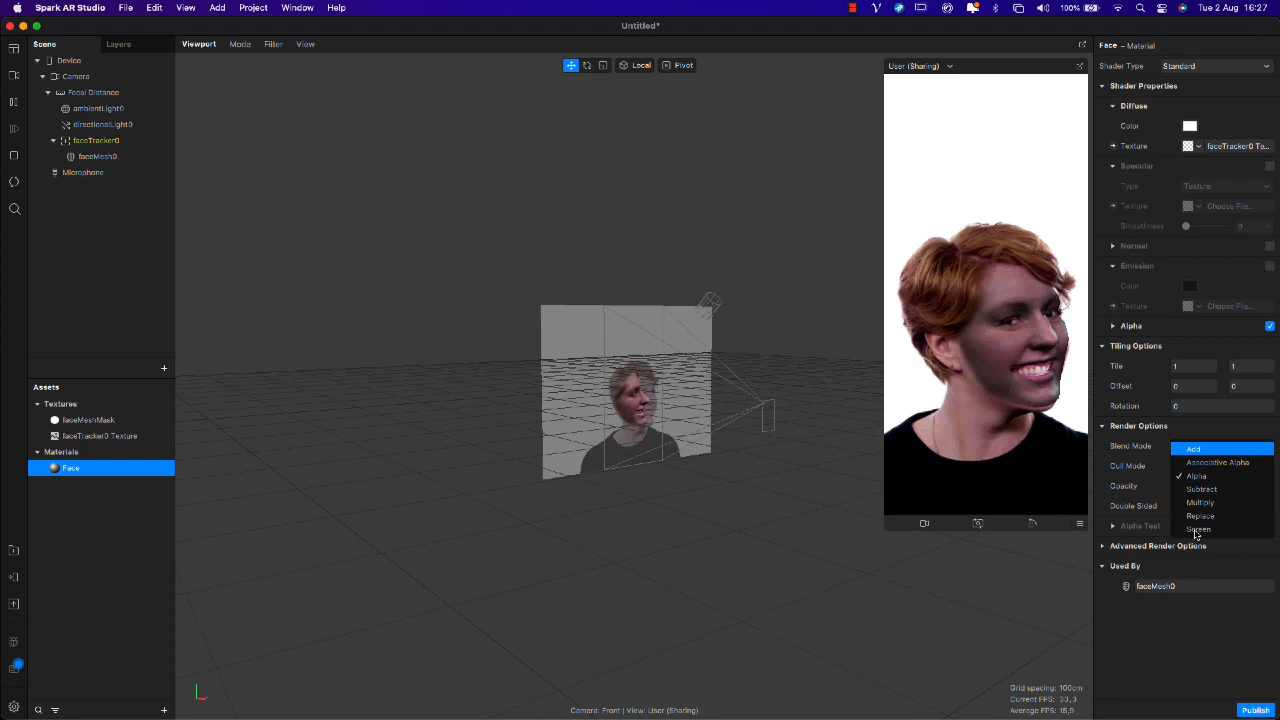 Spark AR Studio File Edit View Add Project Window Help 100% Tue 2 Aug 16:27
Untitled*
Scene Layers
Device
Camera
Focal Distance
ambientLight0
directionalLight0
faceTracker0
faceMesh0
Microphone
Assets
Textures
faceMeshMask
faceTracker0 Texture
Materials
Face
Viewport Mode Filter View
Local Pivot
User (Sharing)
Camera: Front | View: User (Sharing)
Grid spacing: 100cm
Current FPS: 33,3
Average FPS: 15,9
Face – Material
Shader Type Standard
Shader Properties
Diffuse
Color
Texture faceTracker0 Te...
Specular
Type Texture
Texture Choose File...
Smoothness 0
Normal
Emission
Color
Texture Choose File...
Alpha
Tiling Options
Tile 1 1
Offset 0 0
Rotation 0
Render Options
Blend Mode
Cull Mode
Opacity
Double Sided
Alpha Test
Add
Associative Alpha
Alpha
Subtract
Multiply
Replace
Screen
Advanced Render Options
Used By
faceMesh0
Publish